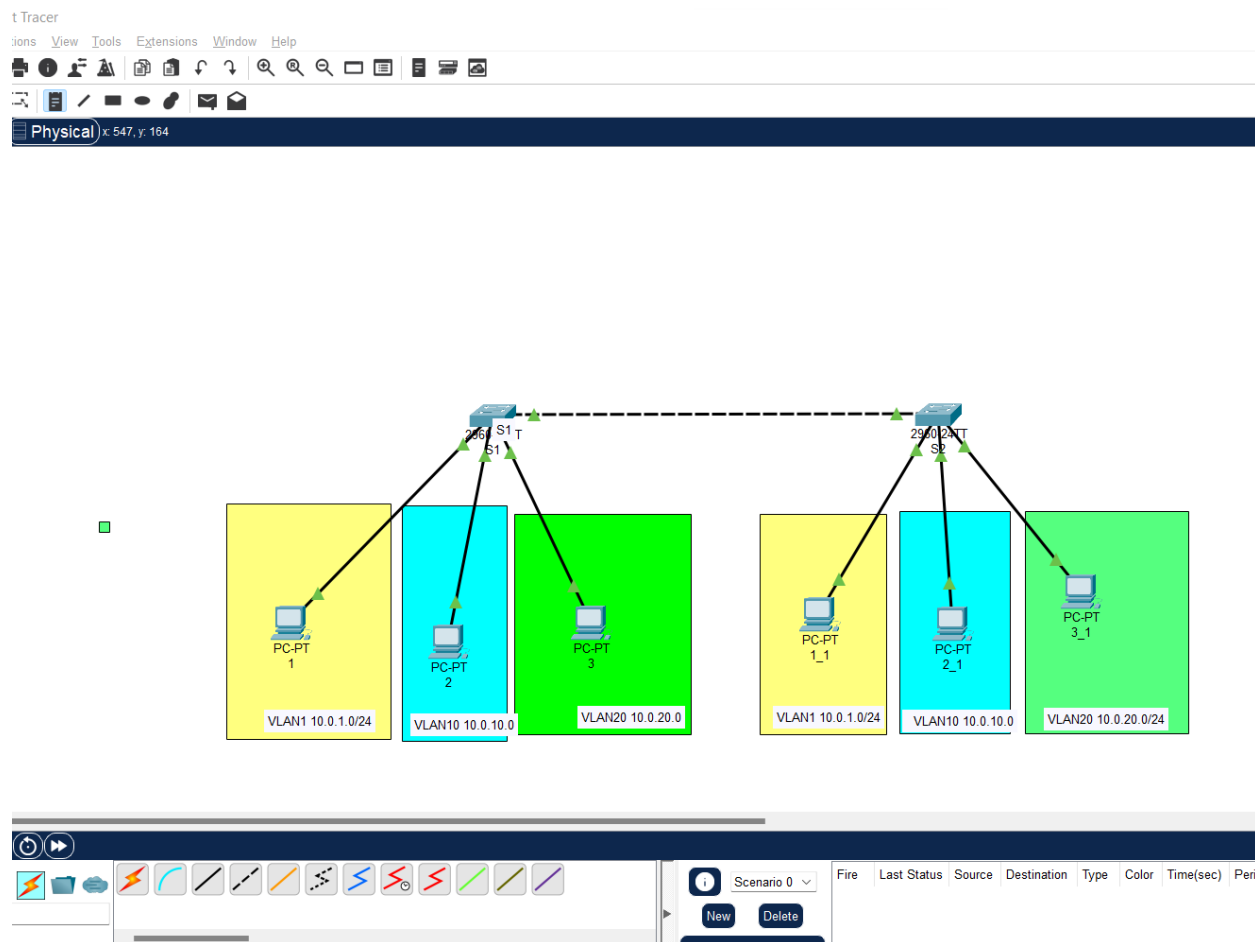 t Tracer
ions View Tools Extensions Window Help
Physical x: 547, y: 164
S1 T
S1
2960 24TT
S2
PC-PT
1
PC-PT
2
PC-PT
3
PC-PT
1_1
PC-PT
2_1
PC-PT
3_1
VLAN1 10.0.1.0/24
VLAN10 10.0.10.0
VLAN20 10.0.20.0
VLAN1 10.0.1.0/24
VLAN10 10.0.10.0
VLAN20 10.0.20.0/24
Scenario 0
New Delete
Fire Last Status Source Destination Type Color Time(sec) Peri